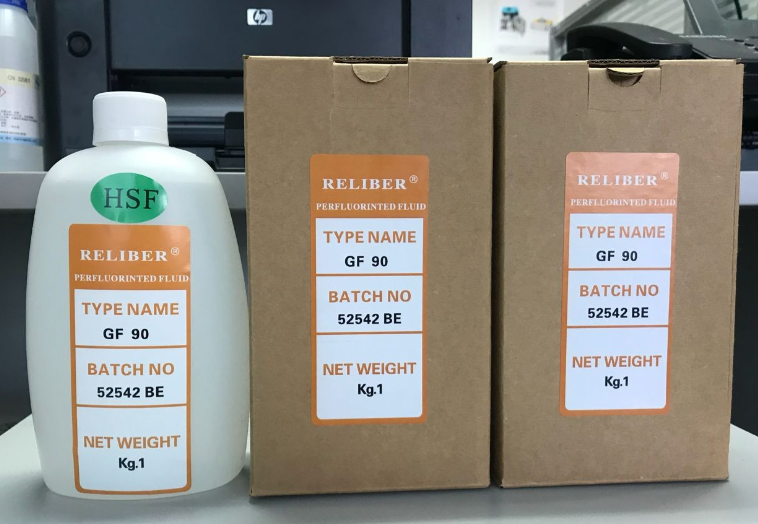 hp
HSF
RELIBER®
PERFLUORINTED FLUID
TYPE NAME
GF 90
BATCH NO
52542 BE
NET WEIGHT
Kg.1
RELIBER®
PERFLUORINTED FLUID
TYPE NAME
GF 90
BATCH NO
52542 BE
NET WEIGHT
Kg.1
RELIBER®
PERFLUORINTED FLUID
TYPE NAME
GF 90
BATCH NO
52542 BE
NET WEIGHT
Kg.1